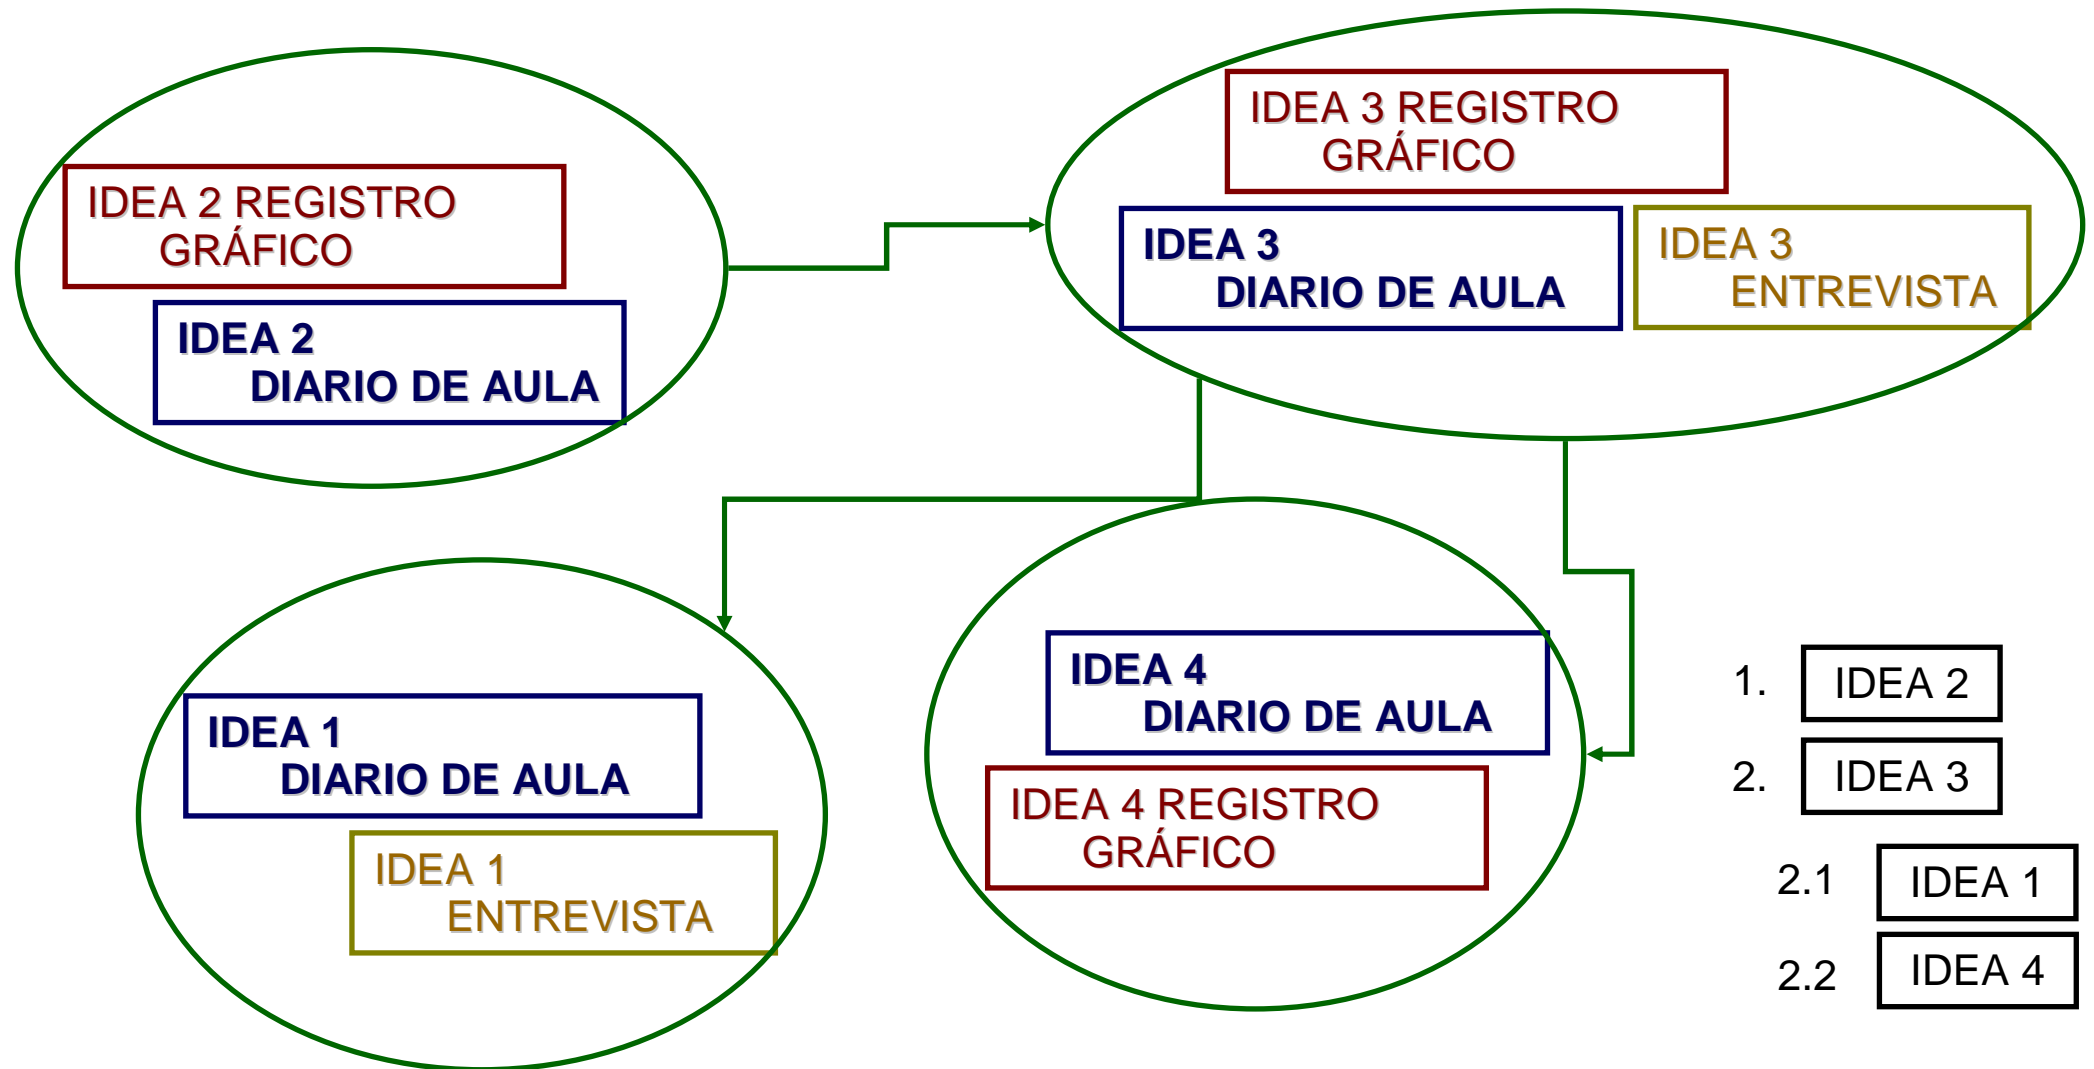 IDEA 2 REGISTRO
GRÁFICO
IDEA 2
DIARIO DE AULA
IDEA 3 REGISTRO
GRÁFICO
IDEA 3
DIARIO DE AULA
IDEA 3
ENTREVISTA
IDEA 1
DIARIO DE AULA
IDEA 1
ENTREVISTA
IDEA 4
DIARIO DE AULA
IDEA 4 REGISTRO
GRÁFICO
1. IDEA 2
2. IDEA 3
2.1 IDEA 1
2.2 IDEA 4